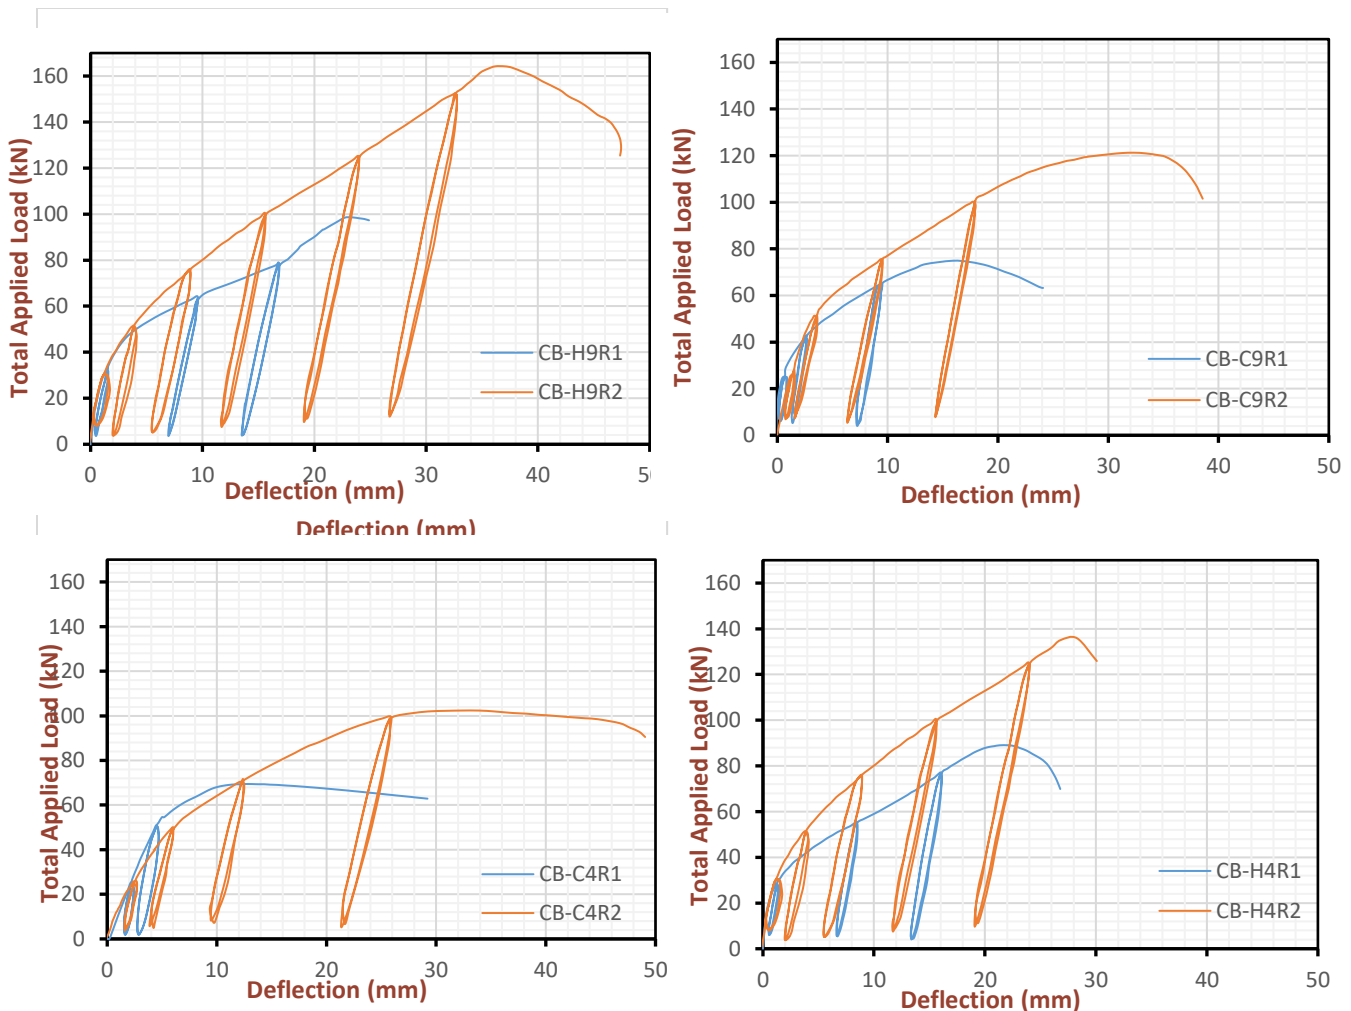 Total Applied Load (kN)
160
140
120
100
80
60
40
20
0
0 10 20 30 40 50
Deflection (mm)
Deflection (mm)
CB-H9R1
CB-H9R2
Total Applied Load (kN)
160
140
120
100
80
60
40
20
0
0 10 20 30 40 50
Deflection (mm)
CB-C9R1
CB-C9R2
Total Applied Load (kN)
160
140
120
100
80
60
40
20
0
0 10 20 30 40 50
Deflection (mm)
CB-C4R1
CB-C4R2
Total Applied Load (kN)
160
140
120
100
80
60
40
20
0
0 10 20 30 40 50
Deflection (mm)
CB-H4R1
CB-H4R2